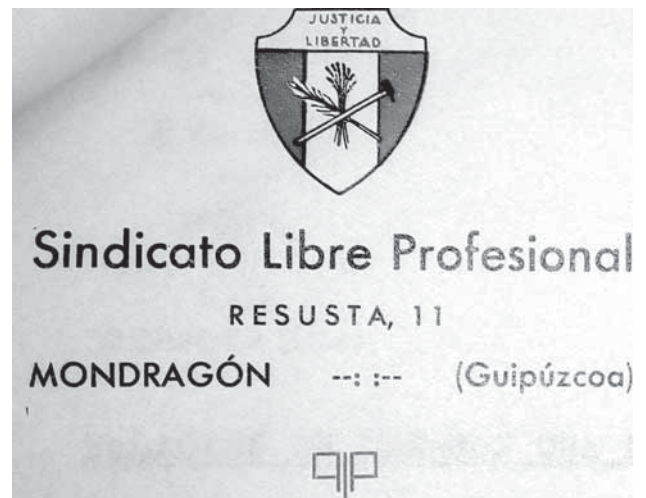 JUSTICIA
Y
LIBERTAD
Sindicato Libre Profesional
RESUSTA, 11
MONDRAGÓN --: :-- (Guipúzcoa)